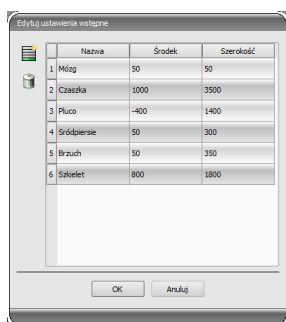 Edytuj ustawienia wstępne
Nazwa Środek Szerokość
1 Mózg 50 50
2 Czaszka 1000 3500
3 Płuco -400 1400
4 Śródpiersie 50 300
5 Brzuch 50 350
6 Szkielet 800 1800
OK Anuluj